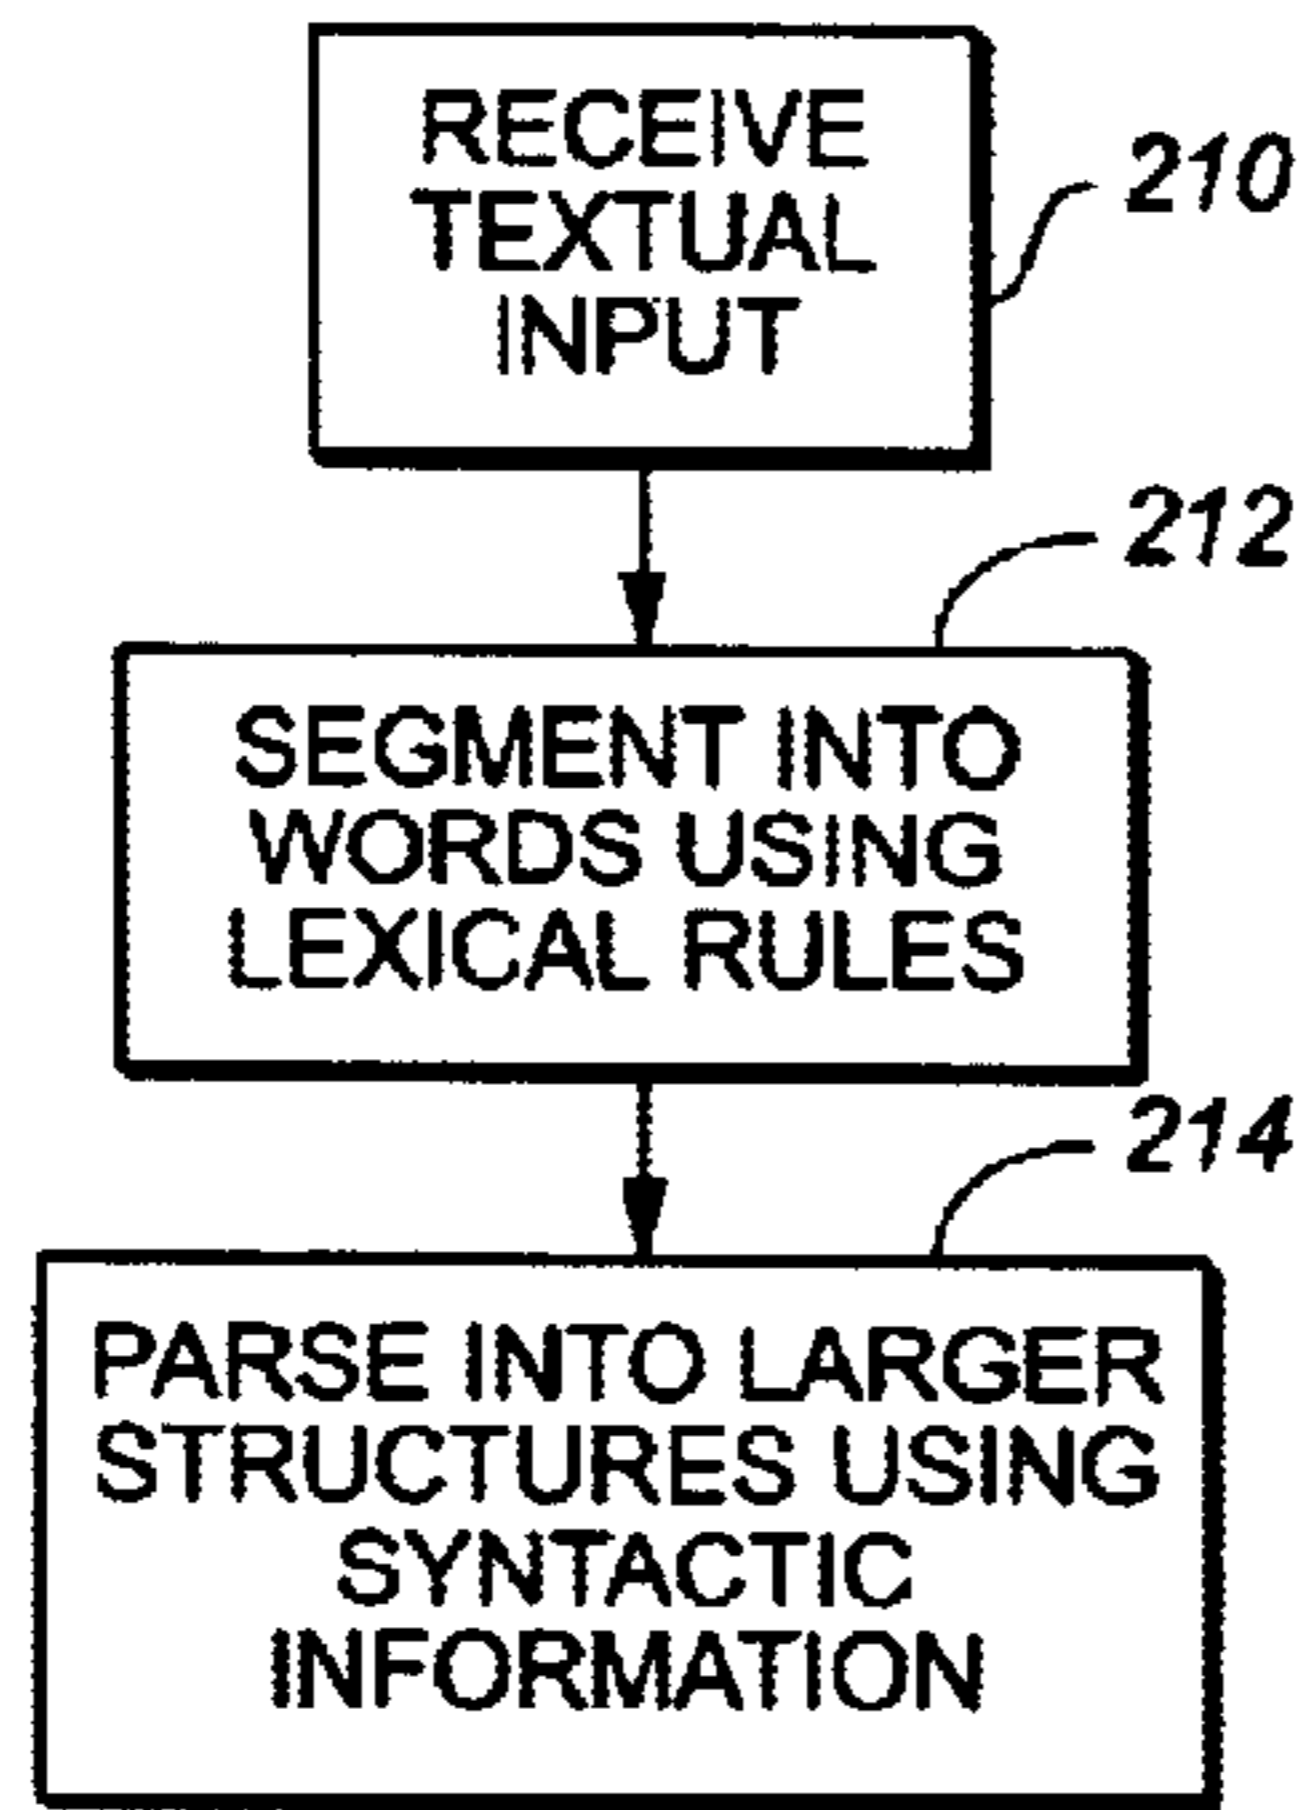 RECEIVE
TEXTUAL
INPUT
210
212
SEGMENT INTO
WORDS USING
LEXICAL RULES
214
PARSE INTO LARGER
STRUCTURES USING
SYNTACTIC
INFORMATION